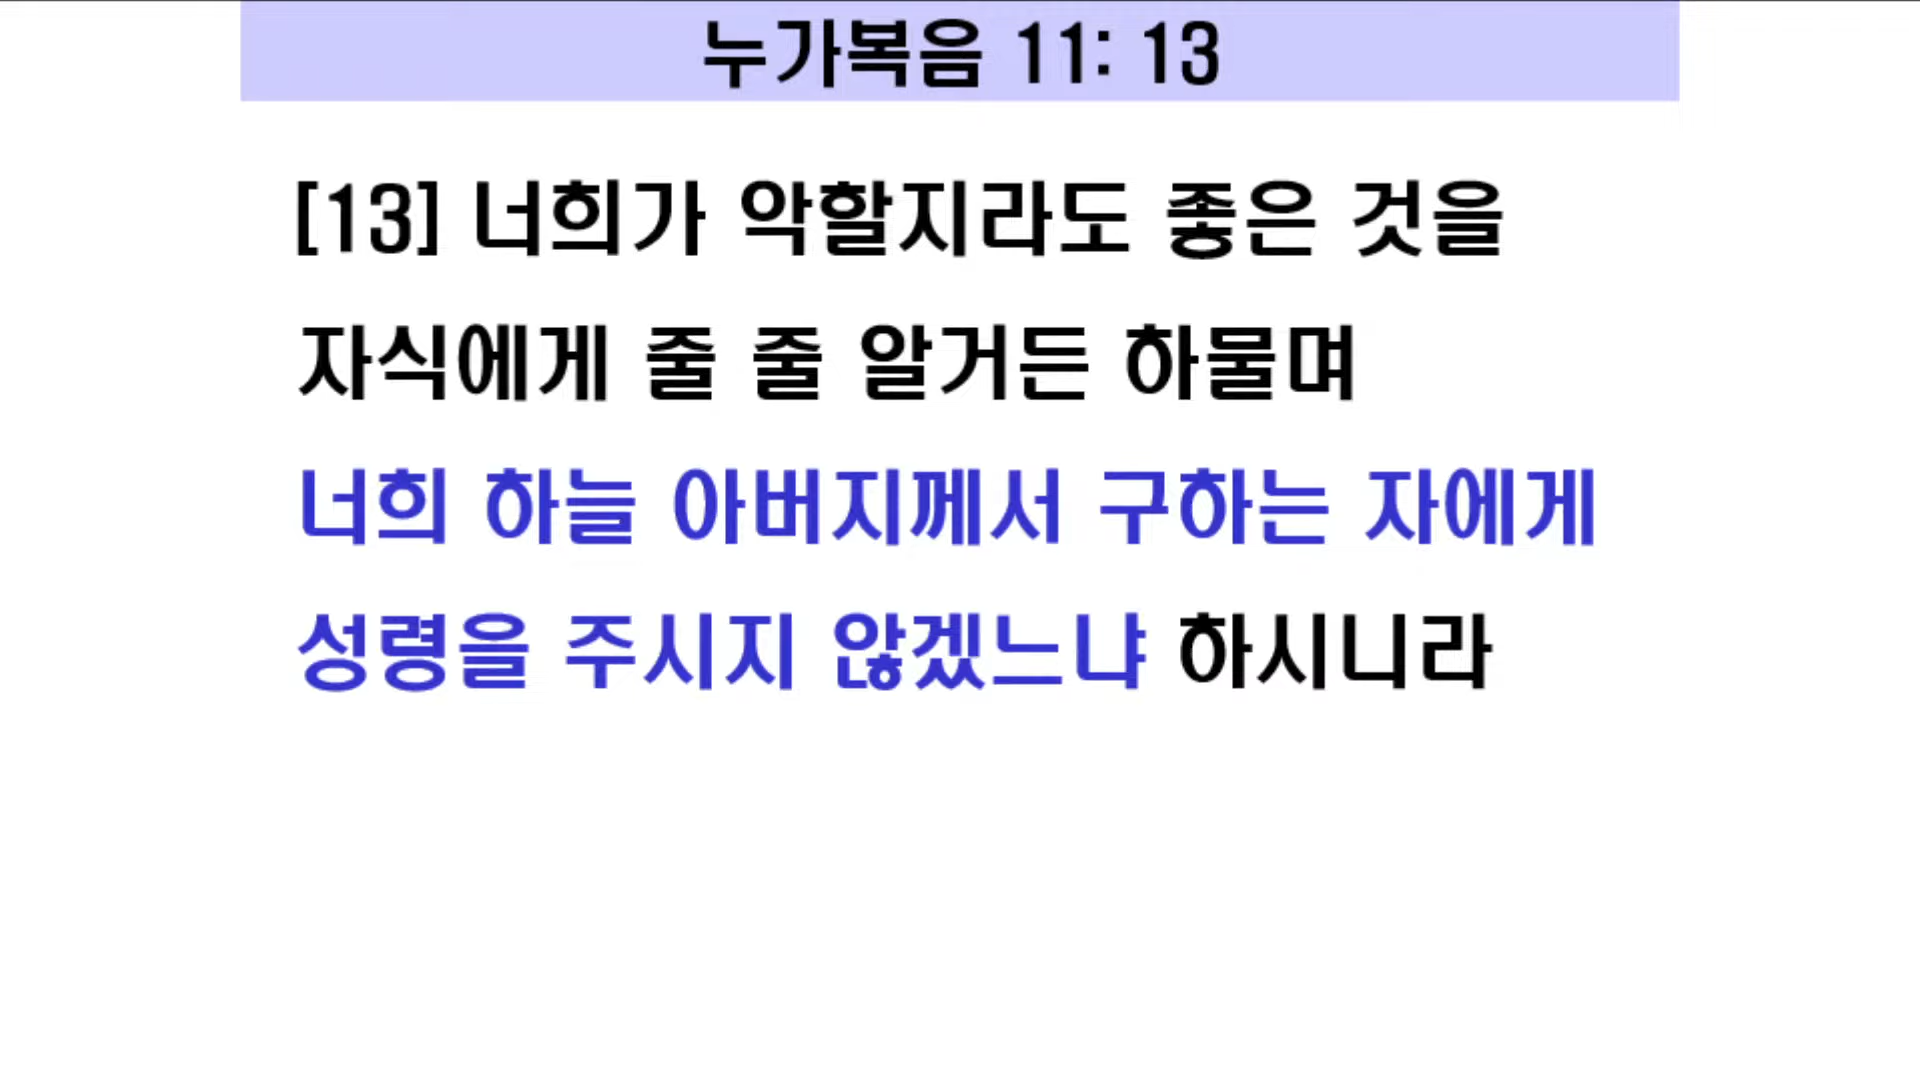 누가복음 11: 13
[13] 너희가 악할지라도 좋은 것을
자식에게 줄 줄 알거든 하물며
너희 하늘 아버지께서 구하는 자에게
성령을 주시지 않겠느냐 하시니라